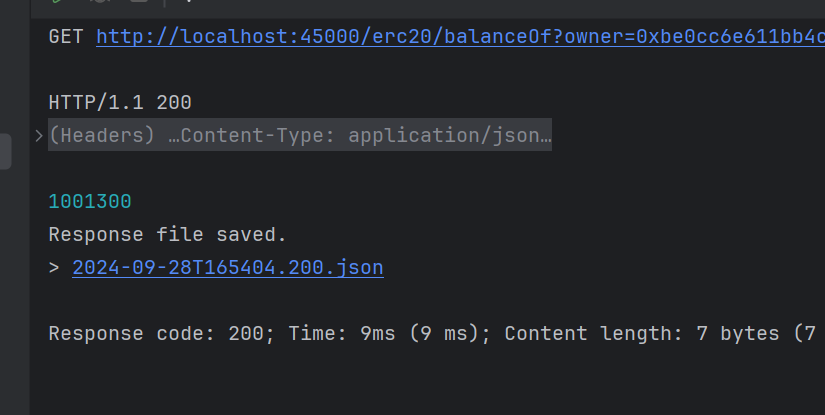 GET http://localhost:45000/erc20/balanceOf?owner=0xbe0cc6e611bb4c
HTTP/1.1 200
(Headers) …Content-Type: application/json…
1001300
Response file saved.
> 2024-09-28T165404.200.json
Response code: 200; Time: 9ms (9 ms); Content length: 7 bytes (7